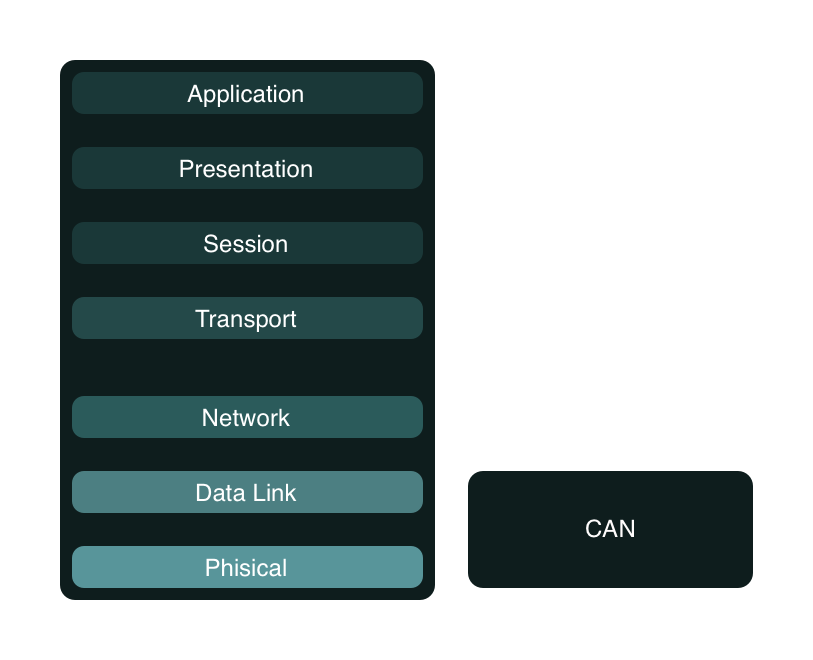 Application
Presentation
Session
Transport
Network
Data Link
Phisical
CAN